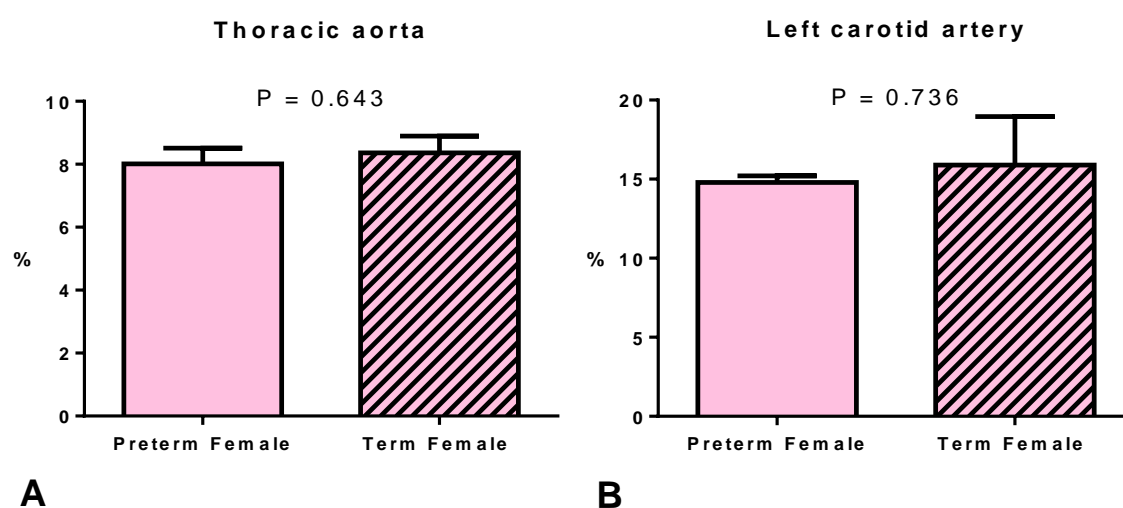 Thoracic aorta
P = 0.643
10
8
6
4
2
0
%
Preterm Female
Term Female
A
Left carotid artery
P = 0.736
20
15
10
5
0
%
Preterm Female
Term Female
B